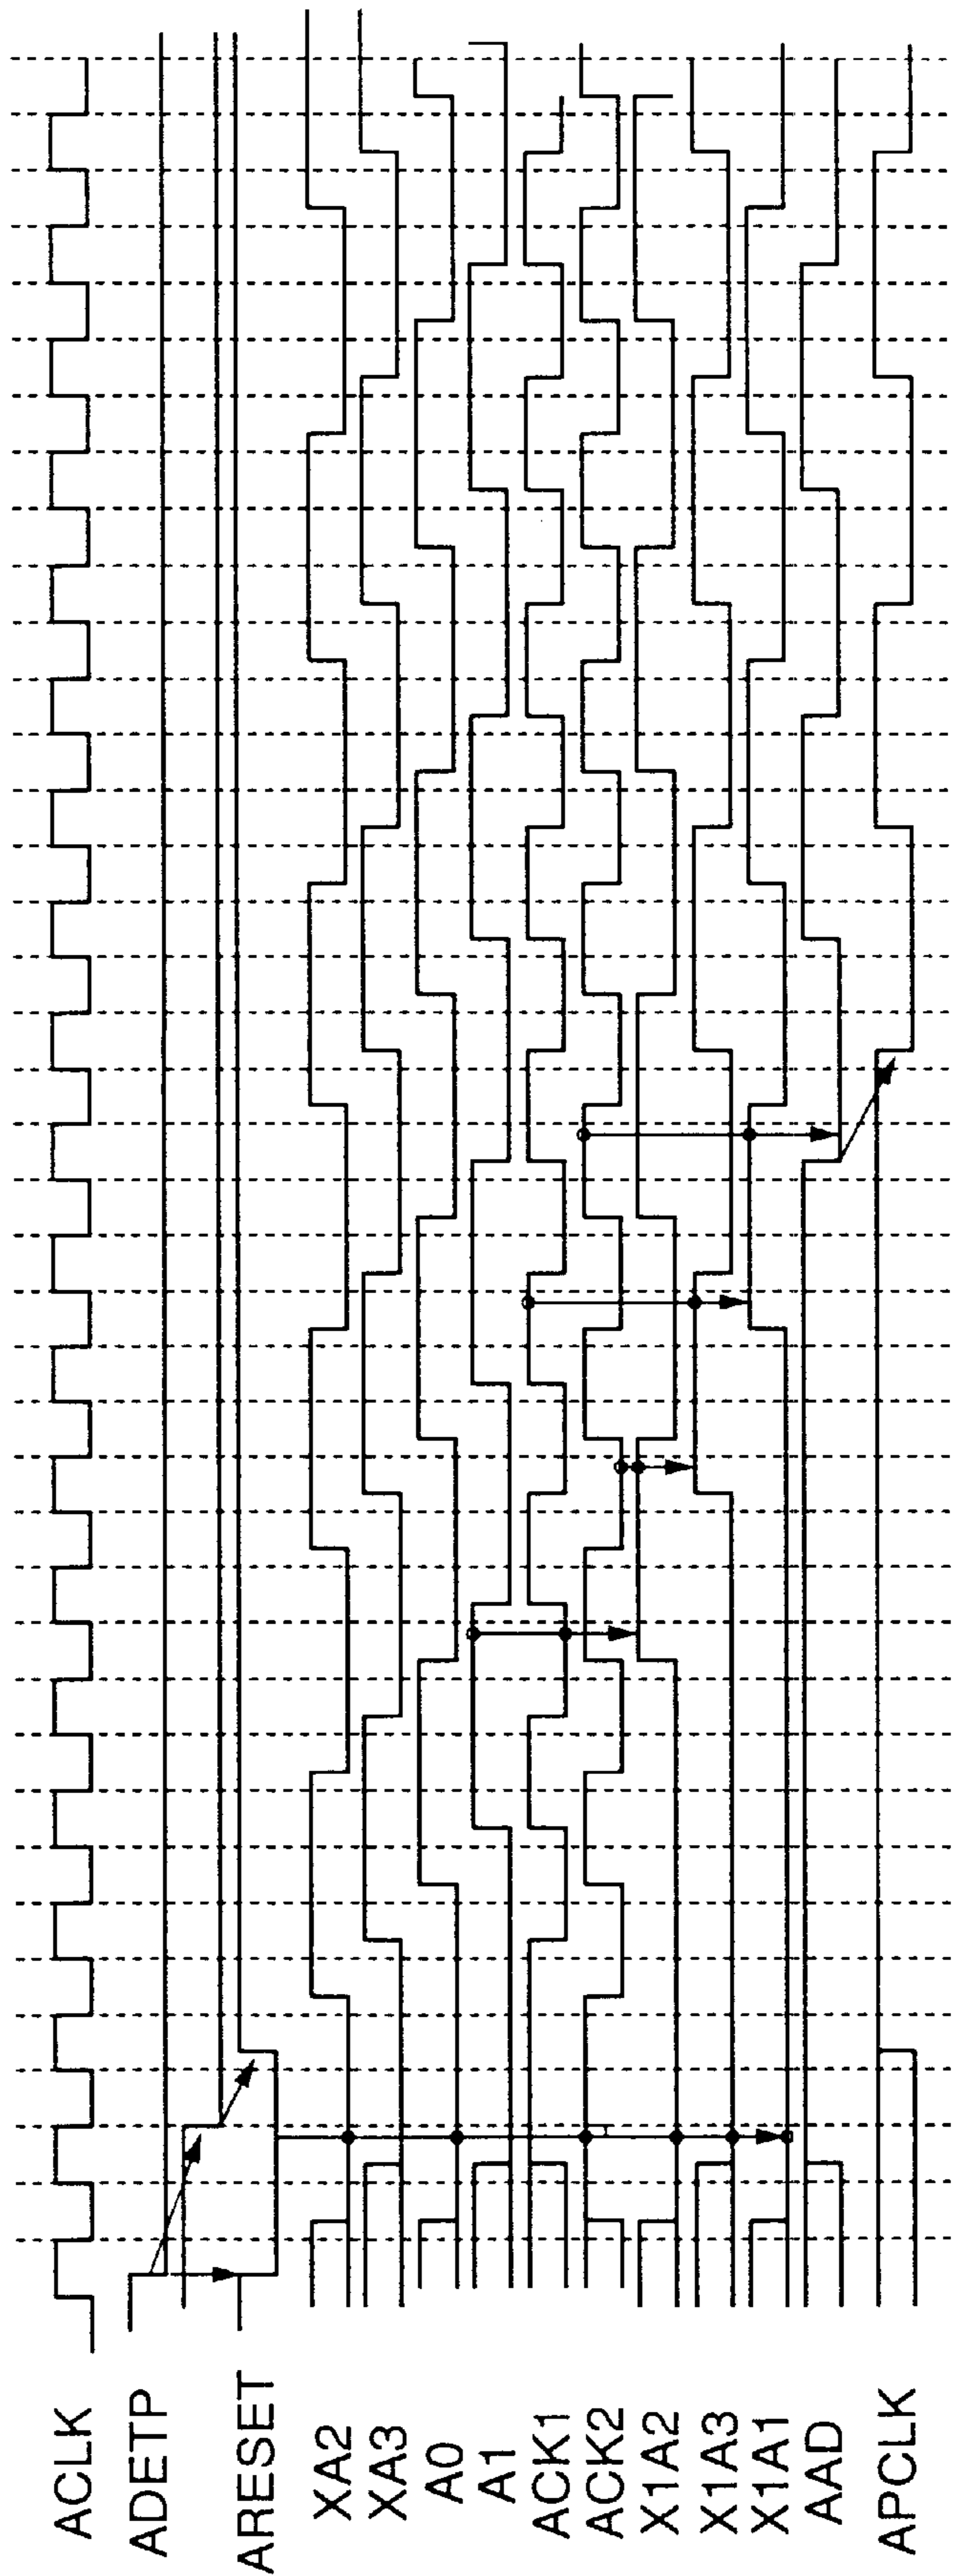 ACLK
ADETP
ARESET
XA2
XA3
A0
A1
ACK1
ACK2
X1A2
X1A3
X1A1
AAD
APCLK